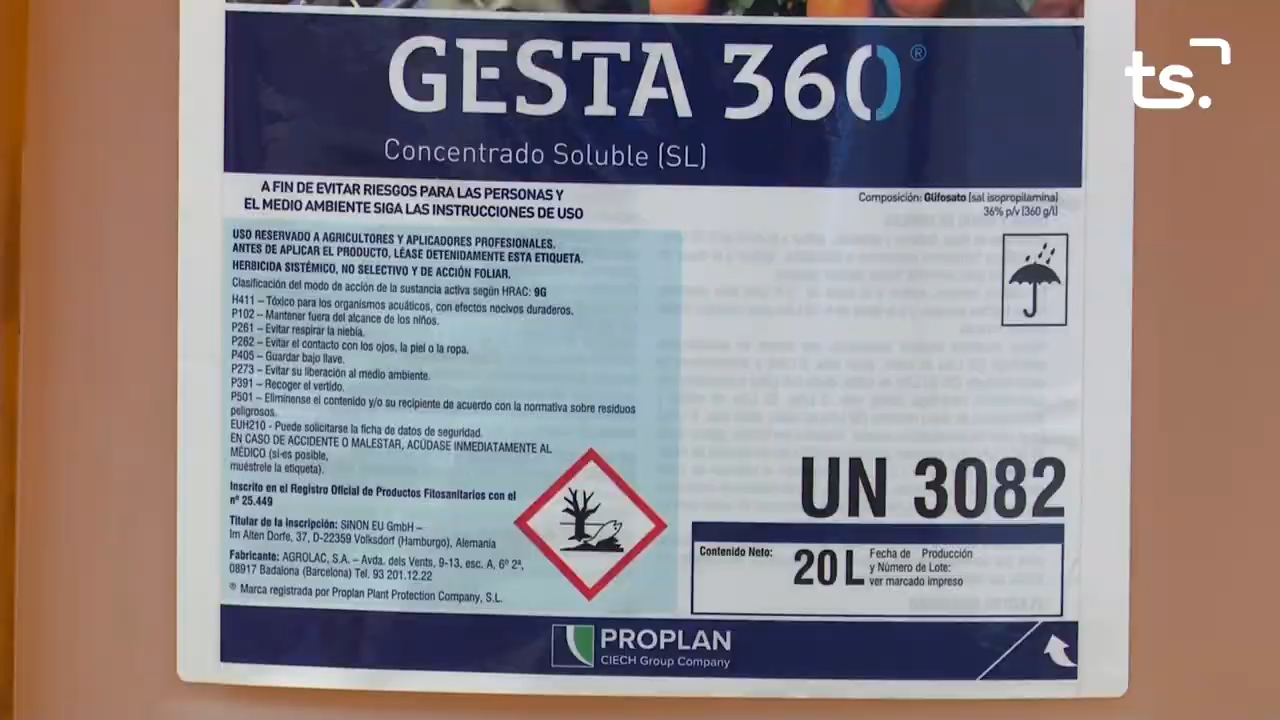 ts.
GESTA 360®
Concentrado Soluble (SL)
A FIN DE EVITAR RIESGOS PARA LAS PERSONAS Y
EL MEDIO AMBIENTE SIGA LAS INSTRUCCIONES DE USO
Composición: Glifosato (sal isopropilamina)
36% p/v (360 g/l)
USO RESERVADO A AGRICULTORES Y APLICADORES PROFESIONALES.
ANTES DE APLICAR EL PRODUCTO, LÉASE DETENIDAMENTE ESTA ETIQUETA.
HERBICIDA SISTÉMICO, NO SELECTIVO Y DE ACCIÓN FOLIAR.
Clasificación del modo de acción de la sustancia activa según HRAC: 9G
H411 – Tóxico para los organismos acuáticos, con efectos nocivos duraderos.
P102 – Mantener fuera del alcance de los niños.
P261 – Evitar respirar la niebla.
P262 – Evitar el contacto con los ojos, la piel o la ropa.
P405 – Guardar bajo llave.
P273 – Evitar su liberación al medio ambiente.
P391 – Recoger el vertido.
P501 – Elimínense el contenido y/o su recipiente de acuerdo con la normativa sobre residuos
peligrosos.
EUH210 - Puede solicitarse la ficha de datos de seguridad.
EN CASO DE ACCIDENTE O MALESTAR, ACÚDASE INMEDIATAMENTE AL
MÉDICO (si es posible,
muéstrele la etiqueta).
Inscrito en el Registro Oficial de Productos Fitosanitarios con el
nº 25.449
Titular de la inscripción: SINON EU GmbH –
Im Alten Dorfe, 37, D-22359 Volksdorf (Hamburgo), Alemania
Fabricante: AGROLAC, S.A. – Avda. dels Vents, 9-13, esc. A, 6º 2ª,
08917 Badalona (Barcelona) Tel. 93 201.12.22
® Marca registrada por Proplan Plant Protection Company, S.L.
UN 3082
Contenido Neto: 20 L
Fecha de Producción
y Número de Lote:
ver marcado impreso
PROPLAN
CIECH Group Company